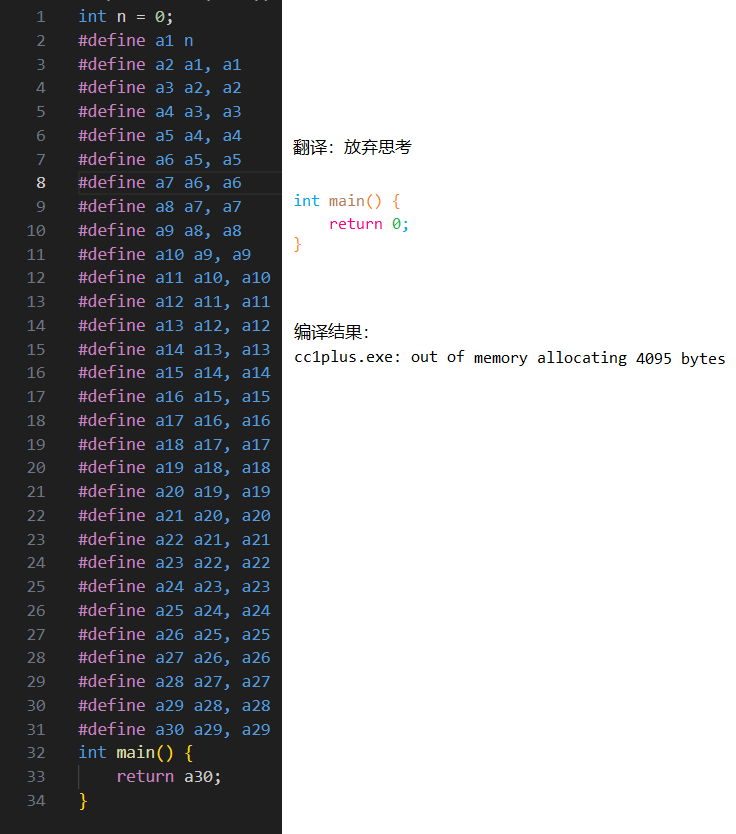 1 int n = 0;
2 #define a1 n
3 #define a2 a1, a1
4 #define a3 a2, a2
5 #define a4 a3, a3
6 #define a5 a4, a4
7 #define a6 a5, a5
8 #define a7 a6, a6
9 #define a8 a7, a7
10 #define a9 a8, a8
11 #define a10 a9, a9
12 #define a11 a10, a10
13 #define a12 a11, a11
14 #define a13 a12, a12
15 #define a14 a13, a13
16 #define a15 a14, a14
17 #define a16 a15, a15
18 #define a17 a16, a16
19 #define a18 a17, a17
20 #define a19 a18, a18
21 #define a20 a19, a19
22 #define a21 a20, a20
23 #define a22 a21, a21
24 #define a23 a22, a22
25 #define a24 a23, a23
26 #define a25 a24, a24
27 #define a26 a25, a25
28 #define a27 a26, a26
29 #define a28 a27, a27
30 #define a29 a28, a28
31 #define a30 a29, a29
32 int main() {
33 return a30;
34 }
翻译：放弃思考
int main() {
return 0;
}
编译结果：
cc1plus.exe: out of memory allocating 4095 bytes